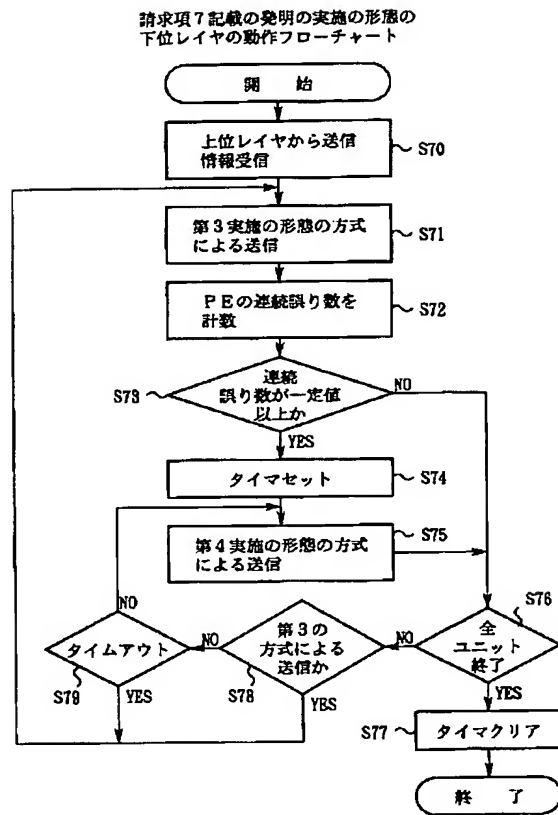 請求項7記載の発明の実施の形態の
下位レイヤの動作フローチャート
開 始
上位レイヤから送信
情報受信
S70
第3実施の形態の方式
による送信
S71
PEの連続誤り数を
計数
S72
連続
誤り数が一定値
以上か
S73
NO
YES
タイマセット
S74
第4実施の形態の方式
による送信
S75
全
ユニット
終了
S76
NO
YES
第3の
方式による
送信か
S78
NO
YES
タイムアウト
S79
NO
YES
タイマクリア
S77
終 了